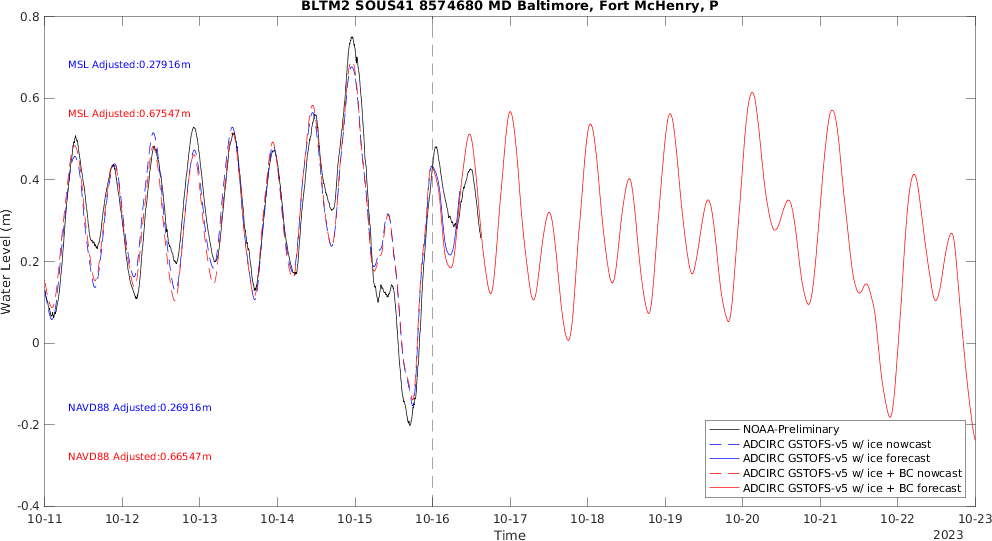 BLTM2 SOUS41 8574680 MD Baltimore, Fort McHenry, P
0.8
0.6
0.4
0.2
0
-0.2
-0.4
Water Level (m)
MSL Adjusted:0.27916m
MSL Adjusted:0.67547m
NAVD88 Adjusted:0.26916m
NAVD88 Adjusted:0.66547m
NOAA-Preliminary
ADCIRC GSTOFS-v5 w/ ice nowcast
ADCIRC GSTOFS-v5 w/ ice forecast
ADCIRC GSTOFS-v5 w/ ice + BC nowcast
ADCIRC GSTOFS-v5 w/ ice + BC forecast
10-11 10-12 10-13 10-14 10-15 10-16 10-17 10-18 10-19 10-20 10-21 10-22 10-23
Time
2023